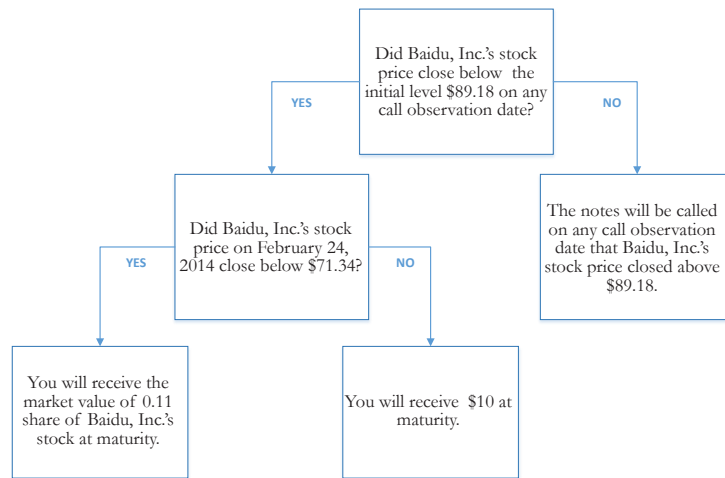 Did Baidu, Inc.'s stock
price close below the
initial level $89.18 on any
call observation date?
YES
NO
Did Baidu, Inc.'s stock
price on February 24,
2014 close below $71.34?
The notes will be called
on any call observation
date that Baidu, Inc.'s
stock price closed above
$89.18.
YES
NO
You will receive the
market value of 0.11
share of Baidu, Inc.'s
stock at maturity.
You will receive $10 at
maturity.